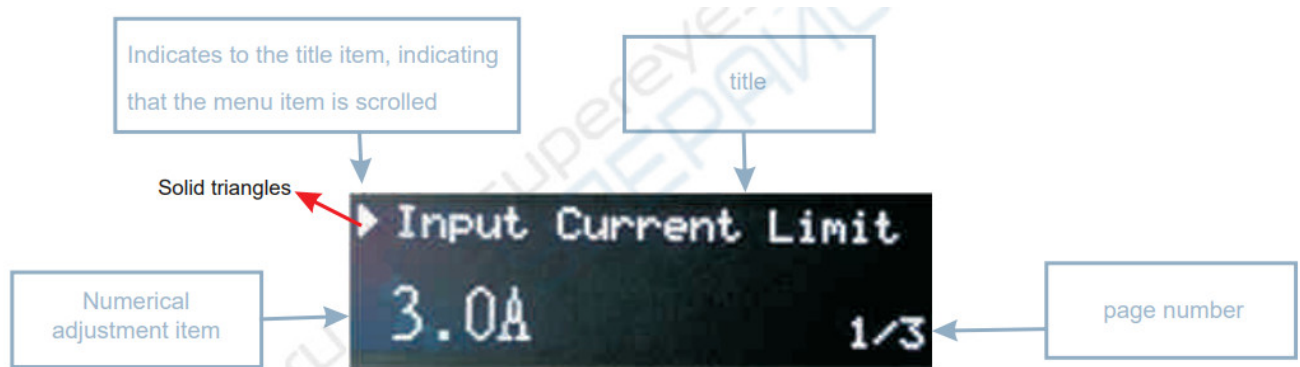 Indicates to the title item, indicating
that the menu item is scrolled
title
Solid triangles
Input Current Limit
Numerical
adjustment item
3.0A
1/3
page number